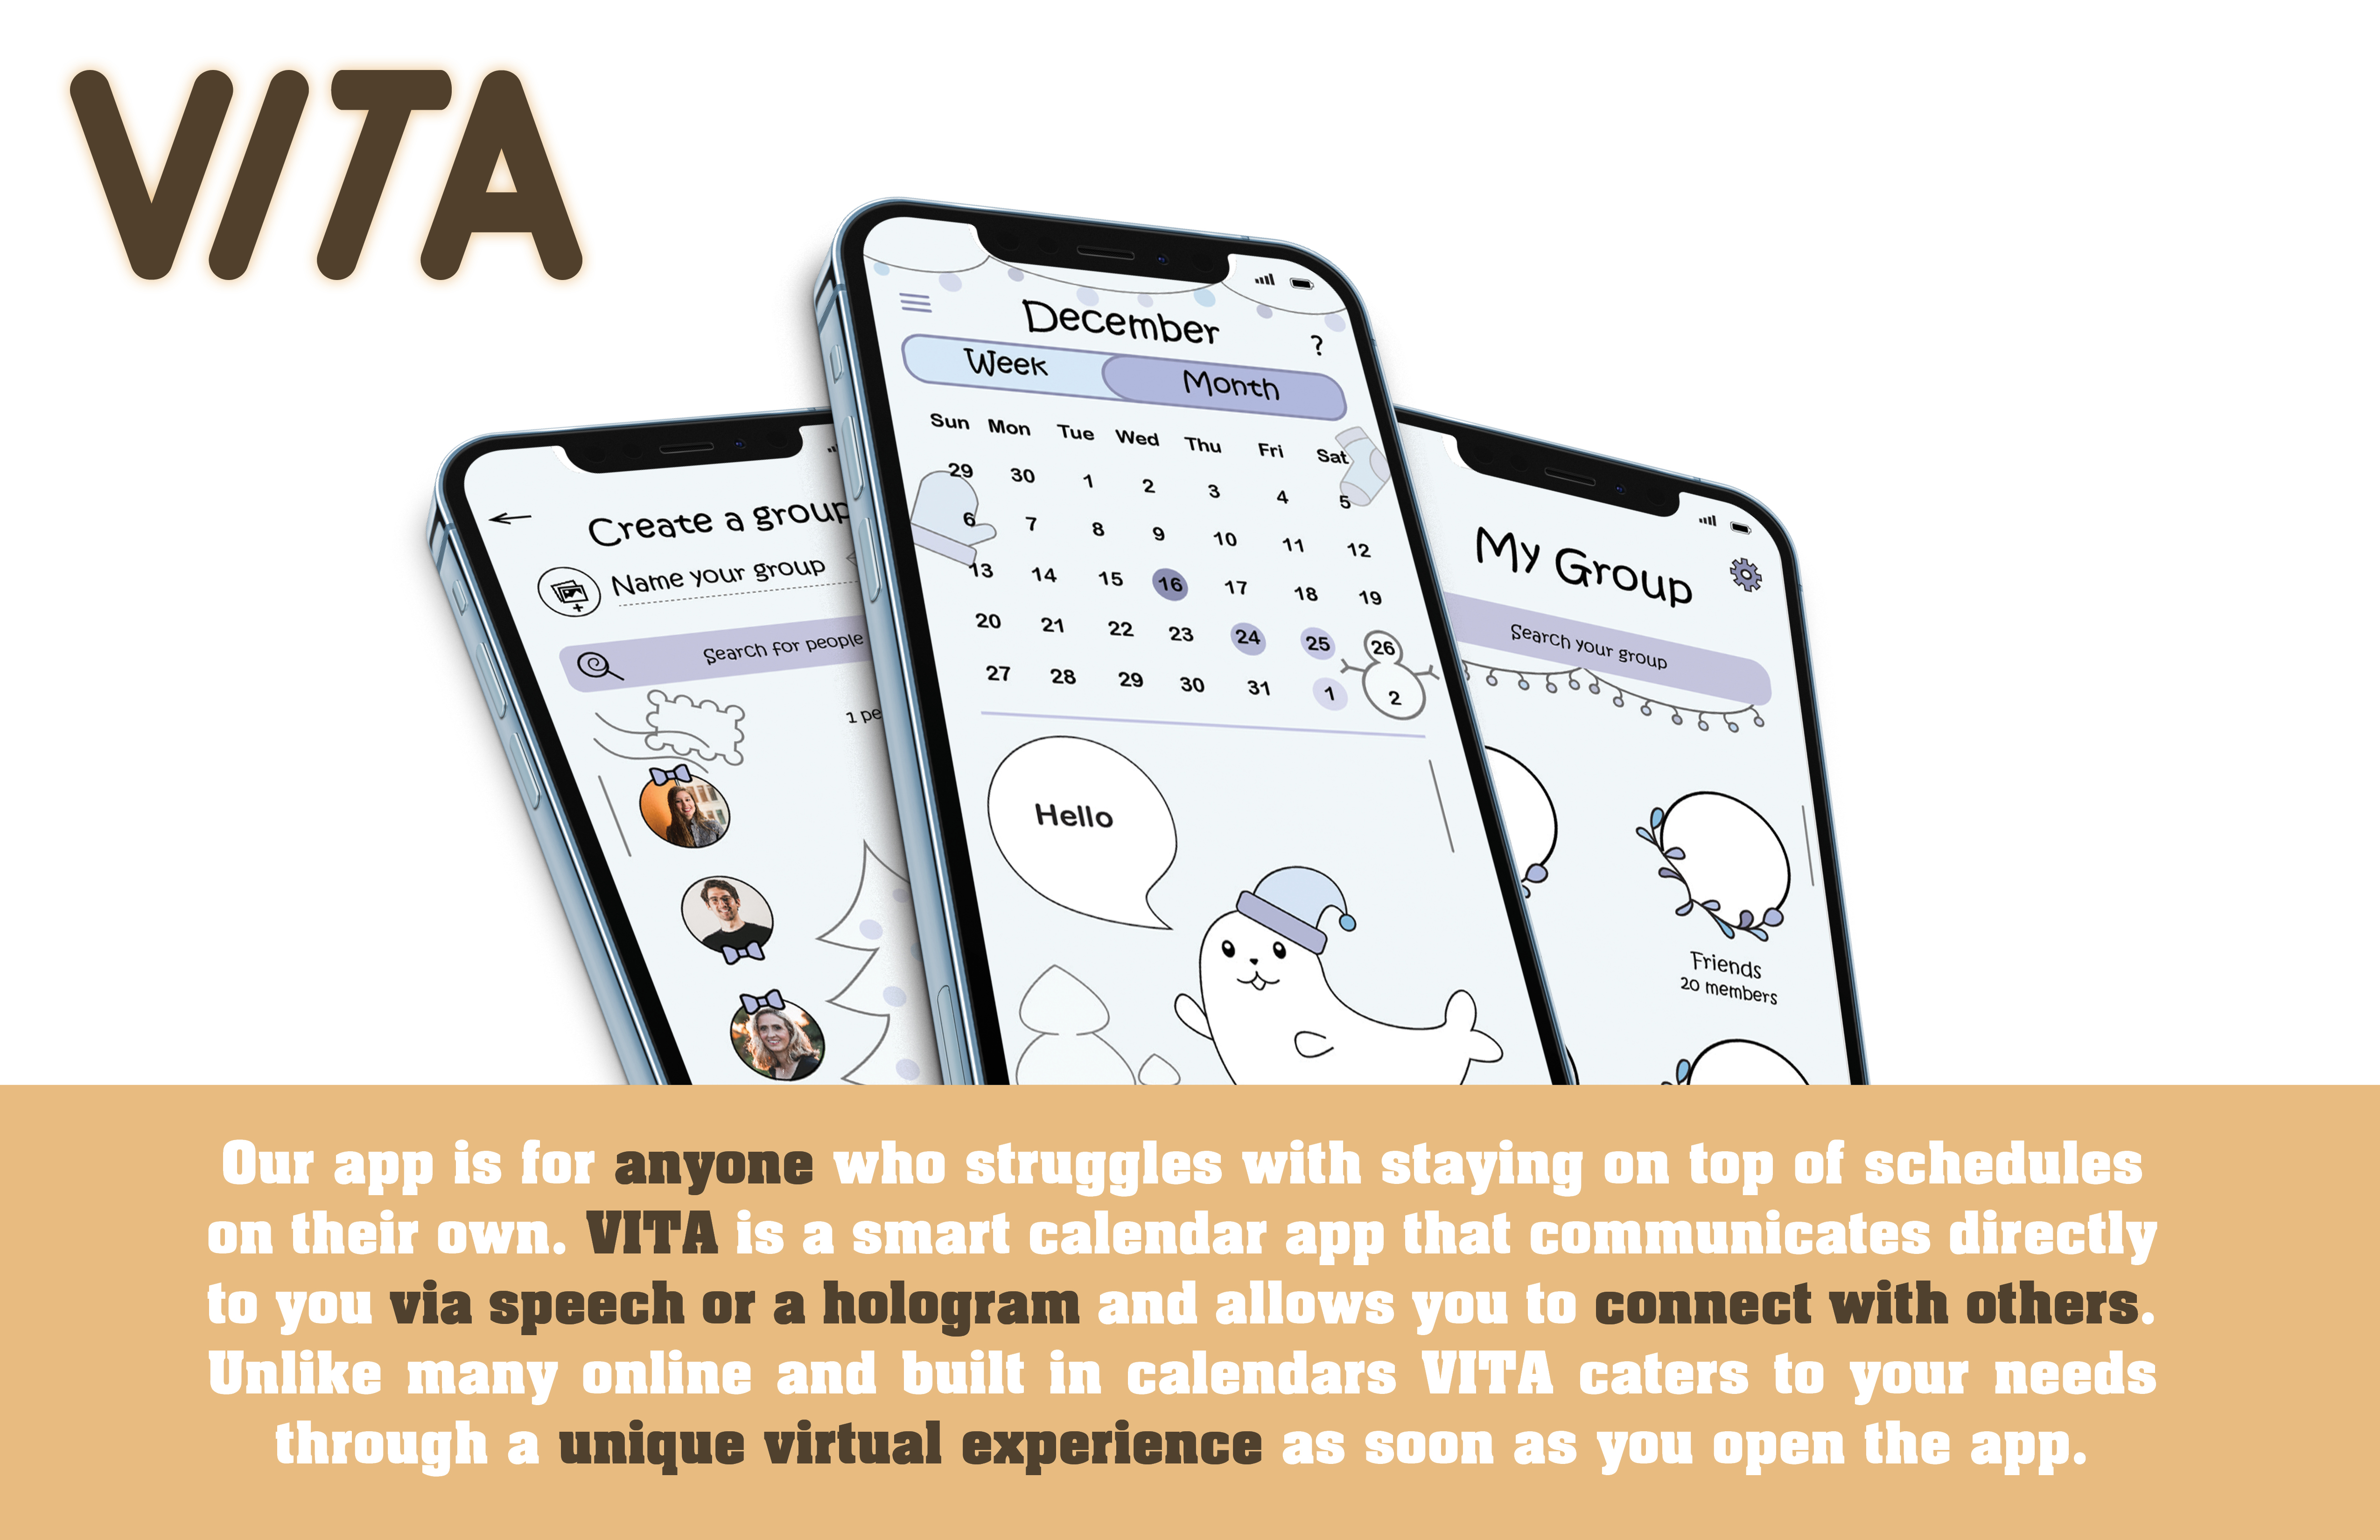 VITA
December
?
Week Month
Sun Mon Tue Wed Thu Fri Sat
29 30 1 2 3 4 5
6 7 8 9 10 11 12
13 14 15 16 17 18 19
20 21 22 23 24 25 26
27 28 29 30 31 1 2
Hello
Create a group
Name your group
Search for people
1 pe
My Group
Search your group
Friends
20 members
Our app is for anyone who struggles with staying on top of schedules
on their own. VITA is a smart calendar app that communicates directly
to you via speech or a hologram and allows you to connect with others.
Unlike many online and built in calendars VITA caters to your needs
through a unique virtual experience as soon as you open the app.